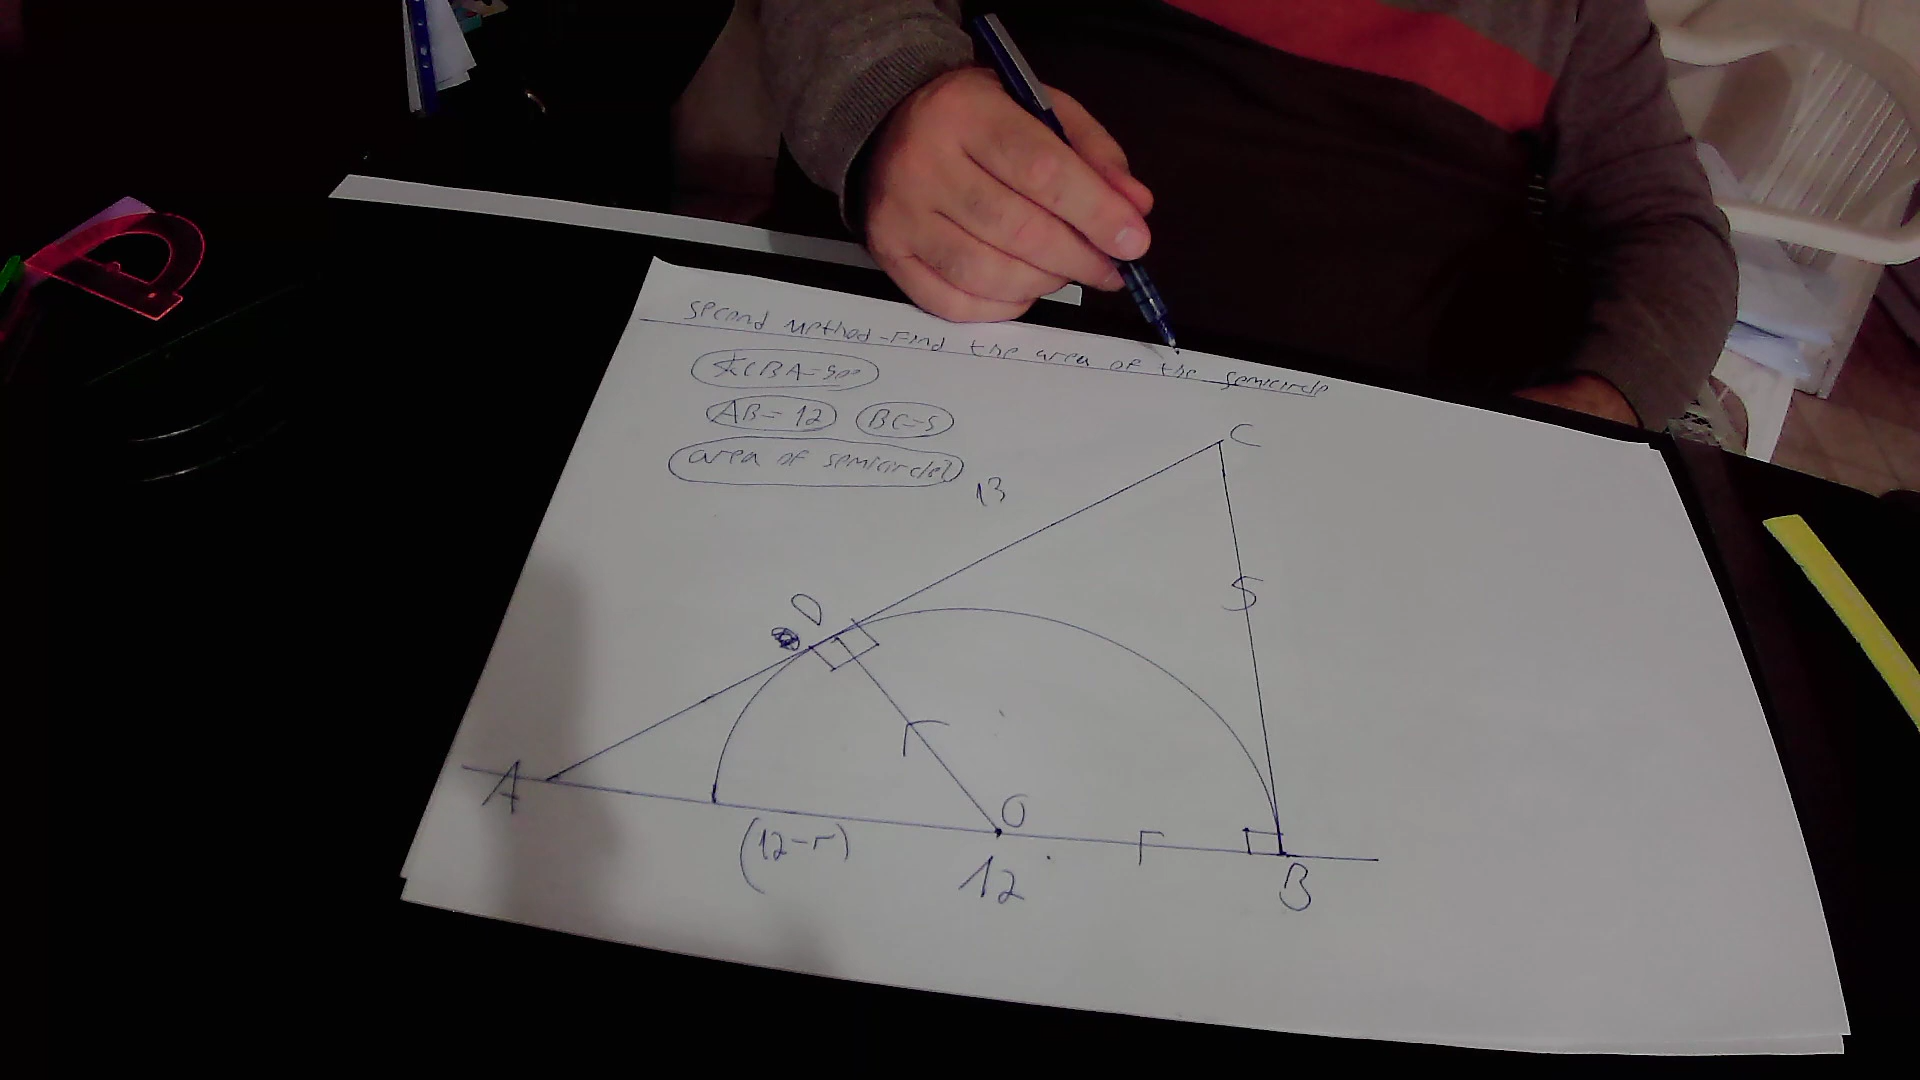 second method-Find the area of the semicircle
∢CBA=90°
AB=12 BC=5
area of semicircle?
C
13
5
D
r
A
O
(12-r)
r
12
B